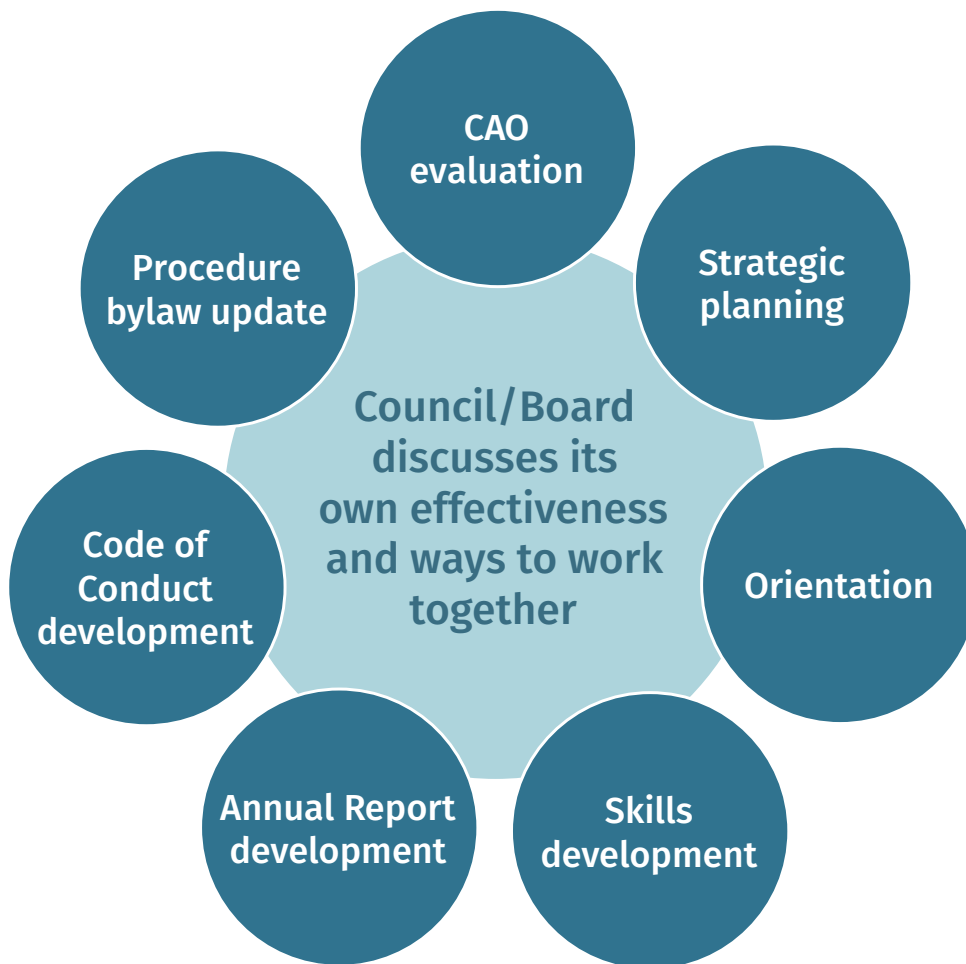 CAO
evaluation
Strategic
planning
Orientation
Skills
development
Annual Report
development
Code of
Conduct
development
Procedure
bylaw update
Council/Board
discusses its
own effectiveness
and ways to work
together